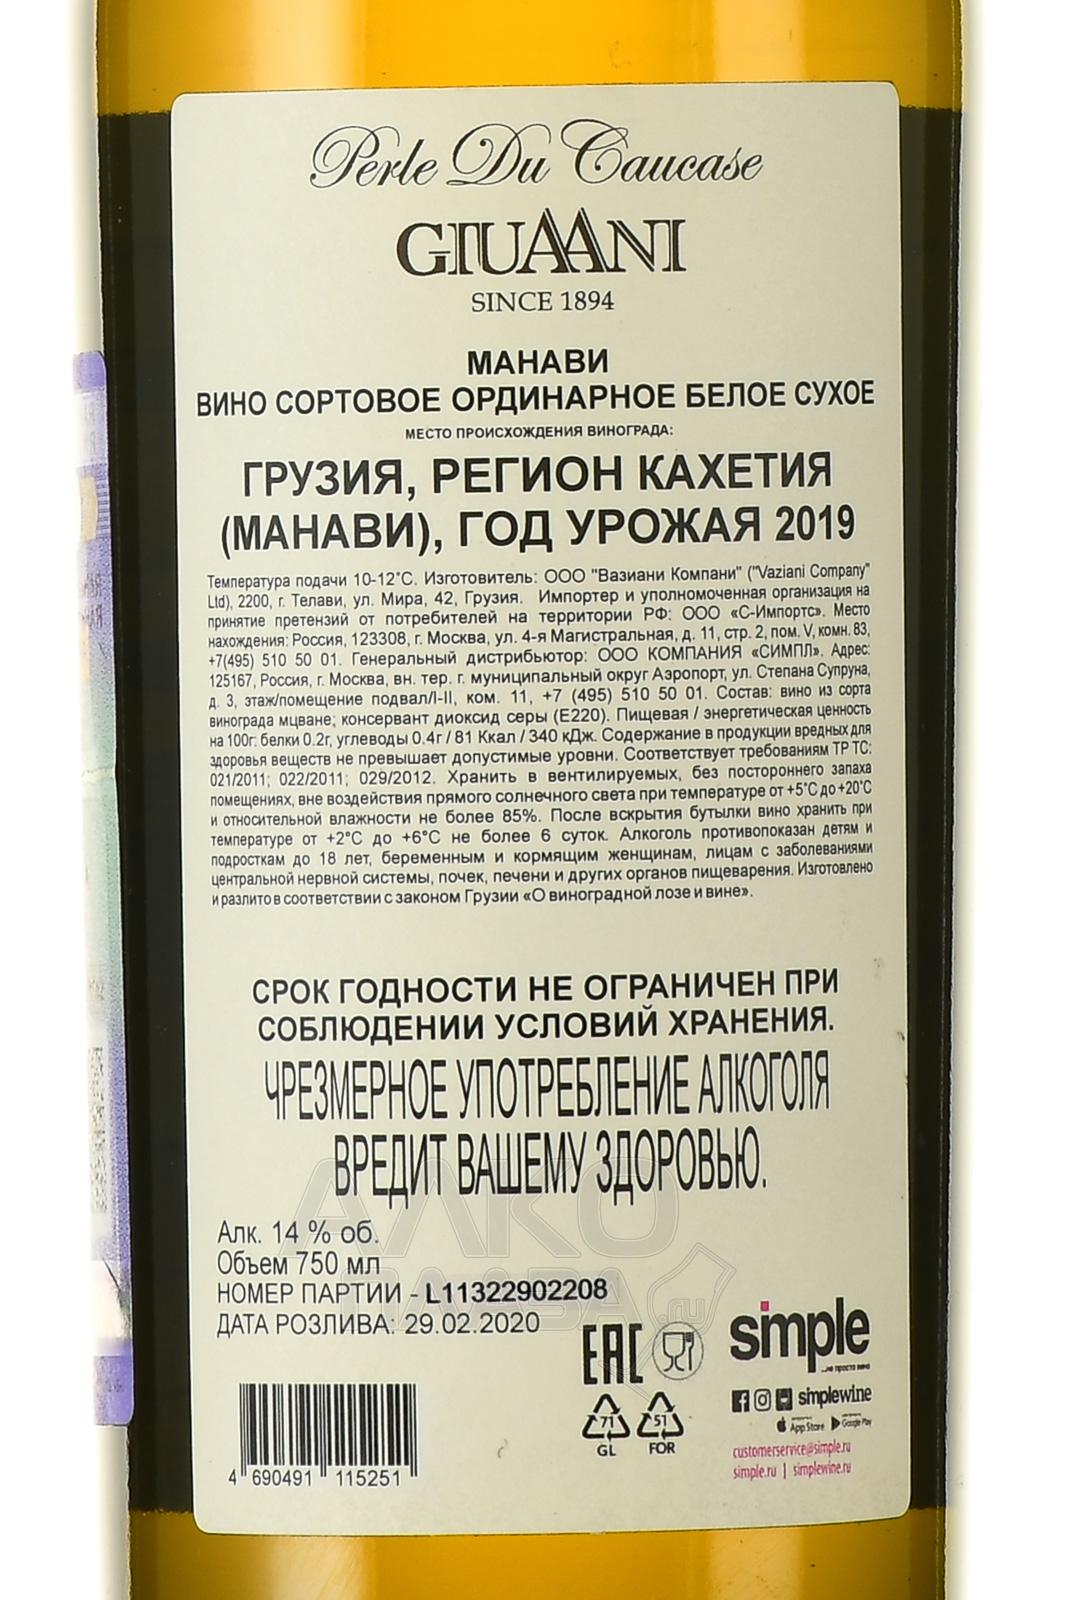 Perle Du Caucase
GIUAANI
SINCE 1894
МАНАВИ
ВИНО СОРТОВОЕ ОРДИНАРНОЕ БЕЛОЕ СУХОЕ
МЕСТО ПРОИСХОЖДЕНИЯ ВИНОГРАДА:
ГРУЗИЯ, РЕГИОН КАХЕТИЯ
(МАНАВИ), ГОД УРОЖАЯ 2019
Температура подачи 10-12°С. Изготовитель: ООО "Вазиани Компани" ("Vaziani Company"
Ltd), 2200, г. Телави, ул. Мира, 42, Грузия. Импортер и уполномоченная организация на
принятие претензий от потребителей на территории РФ: ООО «С-Импортс». Место
нахождения: Россия, 123308, г. Москва, ул. 4-я Магистральная, д. 11, стр. 2, пом. V, комн. 83,
+7(495) 510 50 01. Генеральный дистрибьютор: ООО КОМПАНИЯ «СИМПЛ». Адрес:
125167, Россия, г. Москва, вн. тер. г. муниципальный округ Аэропорт, ул. Степана Супруна,
д. 3, этаж/помещение подвал/I-II, ком. 11, +7 (495) 510 50 01. Состав: вино из сорта
винограда мцване; консервант диоксид серы (Е220). Пищевая / энергетическая ценность
на 100г: белки 0.2г, углеводы 0.4г / 81 Ккал / 340 кДж. Содержание в продукции вредных для
здоровья веществ не превышает допустимые уровни. Соответствует требованиям ТР ТС:
021/2011; 022/2011; 029/2012. Хранить в вентилируемых, без постороннего запаха
помещениях, вне воздействия прямого солнечного света при температуре от +5°С до +20°С
и относительной влажности не более 85%. После вскрытия бутылки вино хранить при
температуре от +2°С до +6°С не более 6 суток. Алкоголь противопоказан детям и
подросткам до 18 лет, беременным и кормящим женщинам, лицам с заболеваниями
центральной нервной системы, почек, печени и других органов пищеварения. Изготовлено
и разлито в соответствии с законом Грузии «О виноградной лозе и вине».
СРОК ГОДНОСТИ НЕ ОГРАНИЧЕН ПРИ
СОБЛЮДЕНИИ УСЛОВИЙ ХРАНЕНИЯ.
ЧРЕЗМЕРНОЕ УПОТРЕБЛЕНИЕ АЛКОГОЛЯ
ВРЕДИТ ВАШЕМУ ЗДОРОВЬЮ.
АЛКО
ПЛАЗА.ru
Алк. 14 % об.
Объем 750 мл
НОМЕР ПАРТИИ - L11322902208
ДАТА РОЗЛИВА: 29.02.2020
EAC
simple
...не просто вино
simplewine
App Store Google Play
71
GL
51
FOR
customerservice@simple.ru
simple.ru | simplewine.ru
4 690491 115251